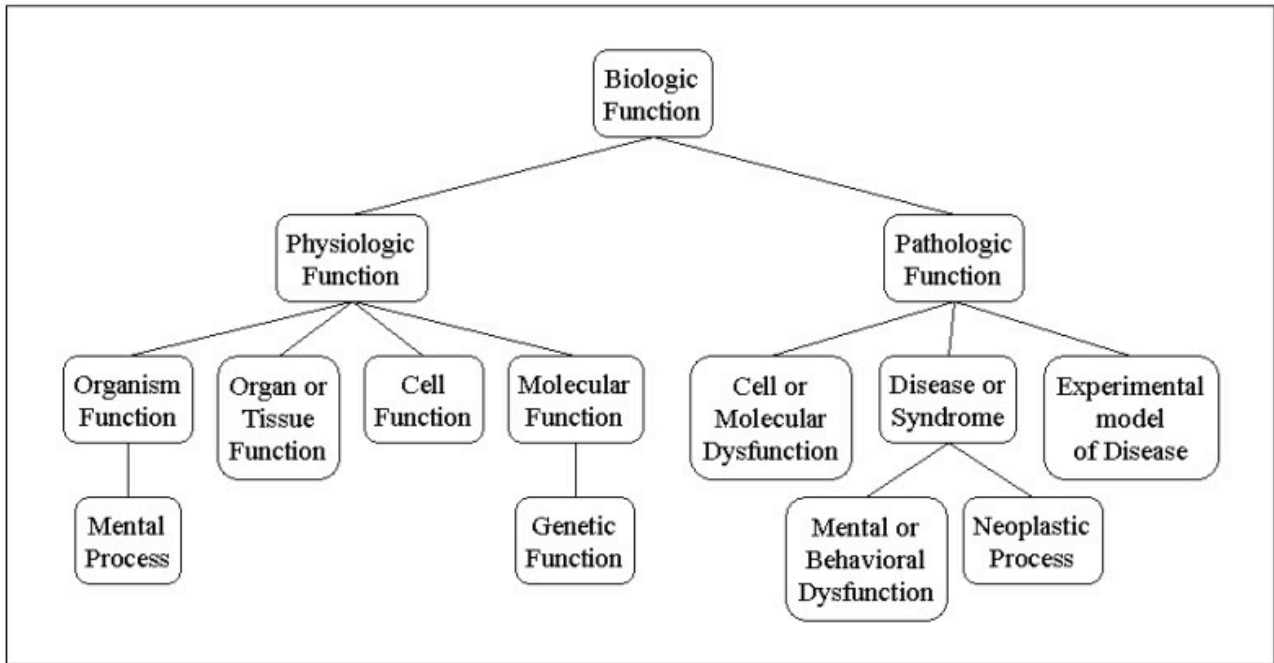 Biologic
Function
Physiologic
Function
Pathologic
Function
Organism
Function
Organ or
Tissue
Function
Cell
Function
Molecular
Function
Cell or
Molecular
Dysfunction
Disease or
Syndrome
Experimental
model
of Disease
Mental
Process
Genetic
Function
Mental or
Behavioral
Dysfunction
Neoplastic
Process